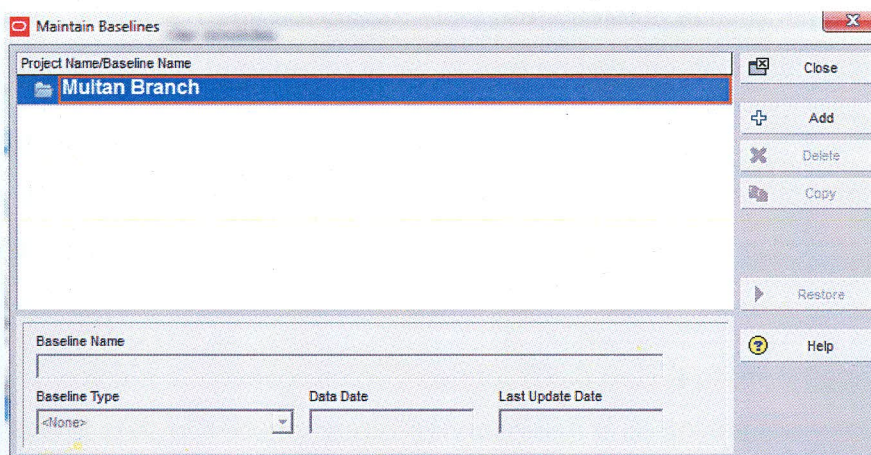 Maintain Baselines
Project Name/Baseline Name
Multan Branch
Close
Add
Delete
Copy
Restore
Help
Baseline Name
Baseline Type
Data Date
Last Update Date
<None>